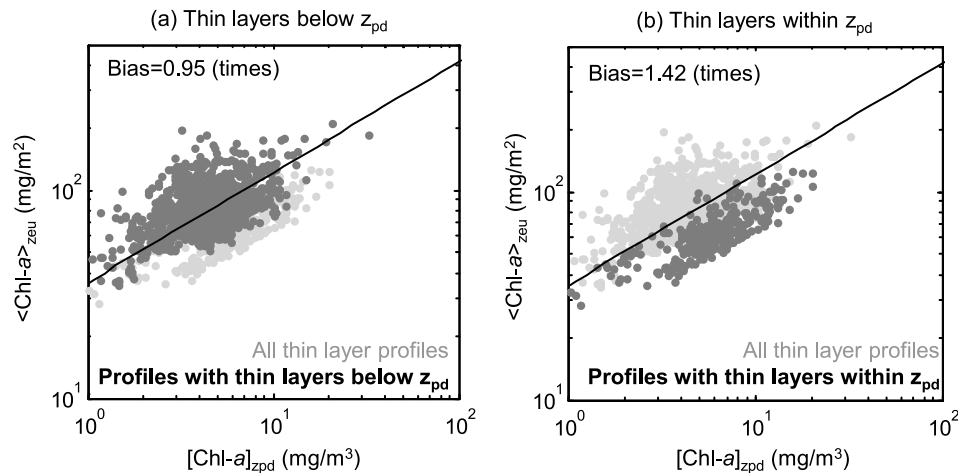 (a) Thin layers below z_pd
Bias=0.95 (times)
<Chl-a>_zeu (mg/m²)
10²
10¹
All thin layer profiles
Profiles with thin layers below z_pd
10⁰ 10¹ 10²
[Chl-a]_zpd (mg/m³)
(b) Thin layers within z_pd
Bias=1.42 (times)
<Chl-a>_zeu (mg/m²)
10²
10¹
All thin layer profiles
Profiles with thin layers within z_pd
10⁰ 10¹ 10²
[Chl-a]_zpd (mg/m³)